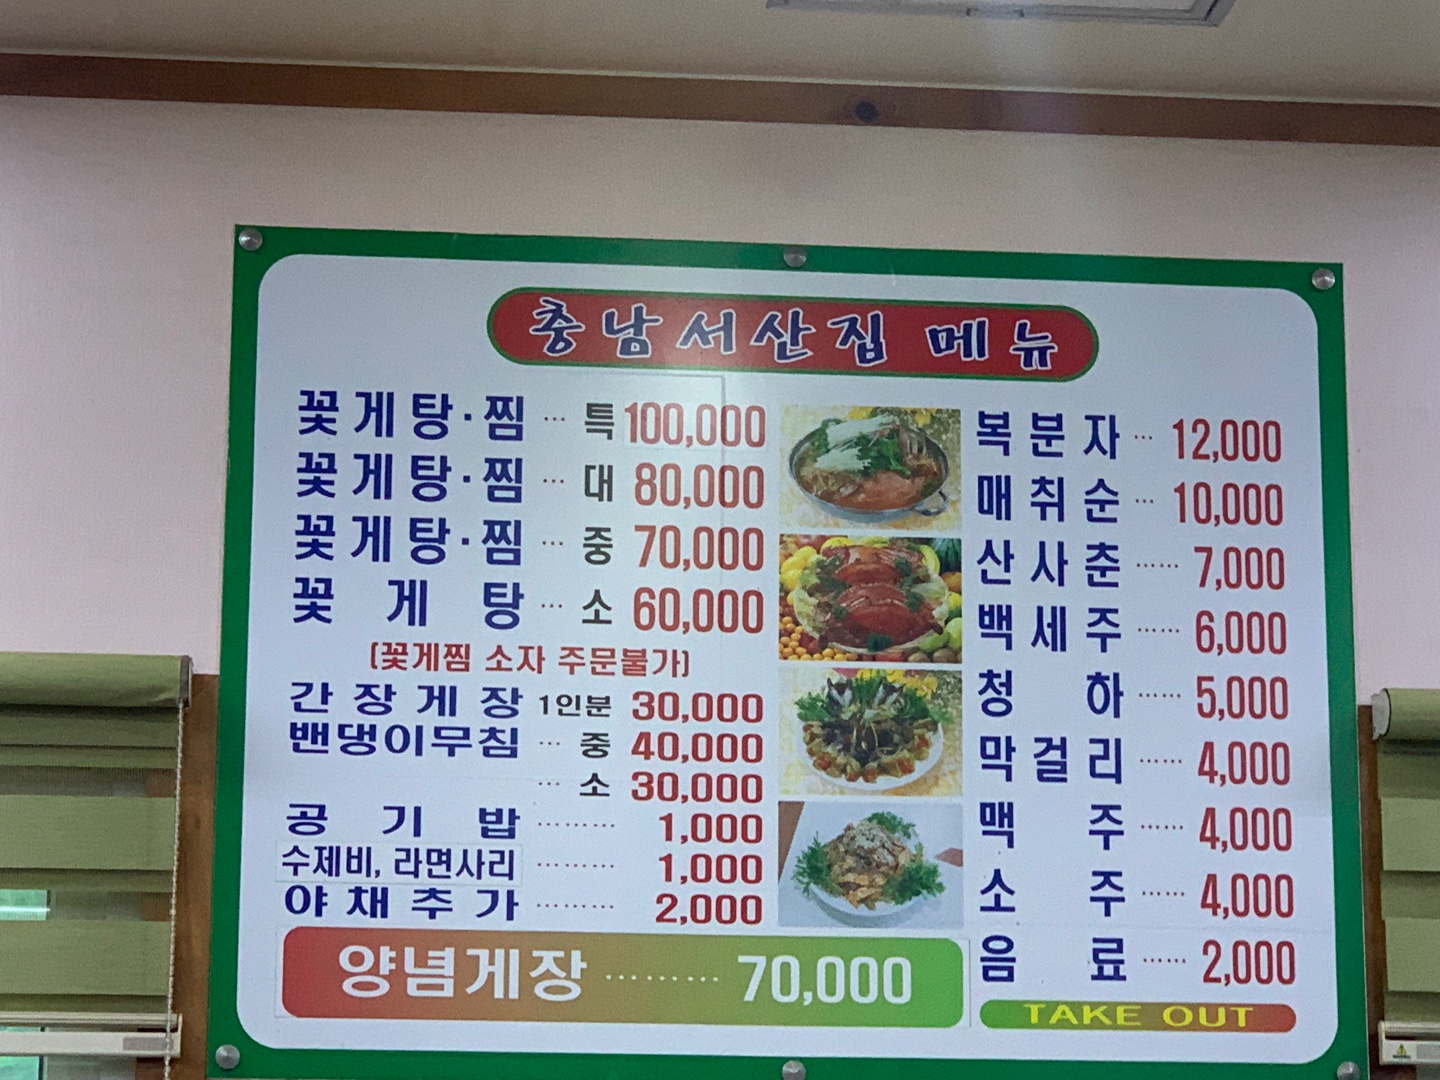 충남서산집 메뉴
꽃게탕·찜 … 특 100,000
꽃게탕·찜 … 대 80,000
꽃게탕·찜 … 중 70,000
꽃게탕 … 소 60,000
(꽃게찜 소자 주문불가)
간장게장 1인분 30,000
밴댕이무침 … 중 40,000
… 소 30,000
공기밥 ……… 1,000
수제비, 라면사리 ……… 1,000
야채추가 ……… 2,000
양념게장 ……… 70,000
복분자 … 12,000
매취순 … 10,000
산사춘 …… 7,000
백세주 …… 6,000
청하 …… 5,000
막걸리 …… 4,000
맥주 …… 4,000
소주 …… 4,000
음료 …… 2,000
TAKE OUT